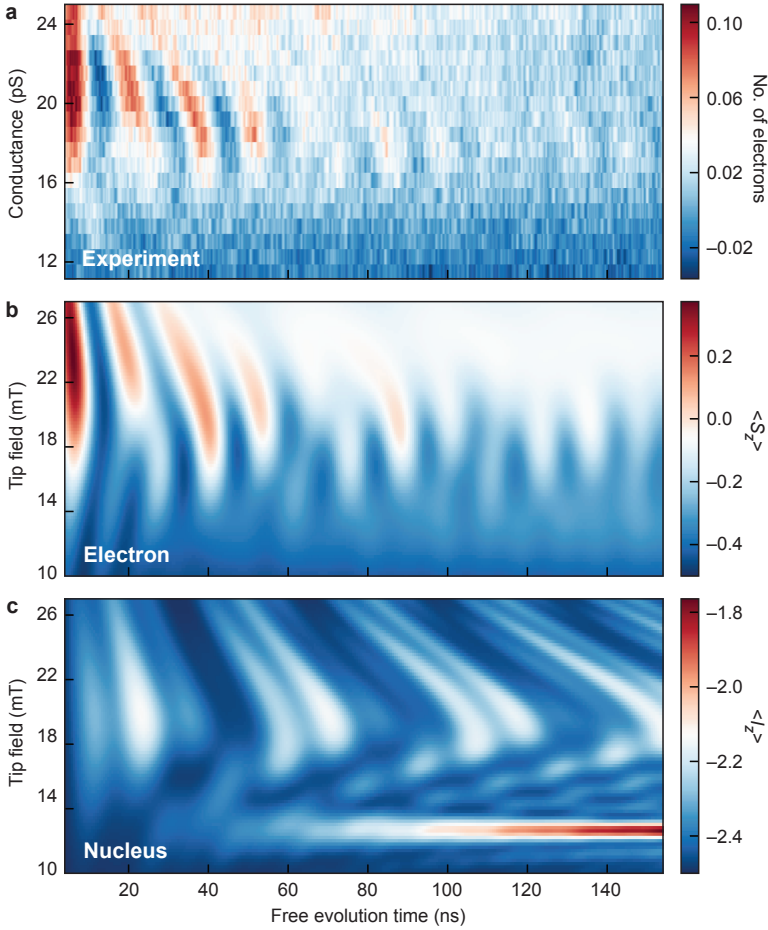 a
24
20
16
12
Conductance (pS)
Experiment
0.10
0.06
0.02
–0.02
No. of electrons
b
26
22
18
14
10
Tip field (mT)
Electron
0.2
0.0
–0.2
–0.4
<S_z>
c
26
22
18
14
10
Tip field (mT)
Nucleus
–1.8
–2.0
–2.2
–2.4
<I_z>
20 40 60 80 100 120 140
Free evolution time (ns)